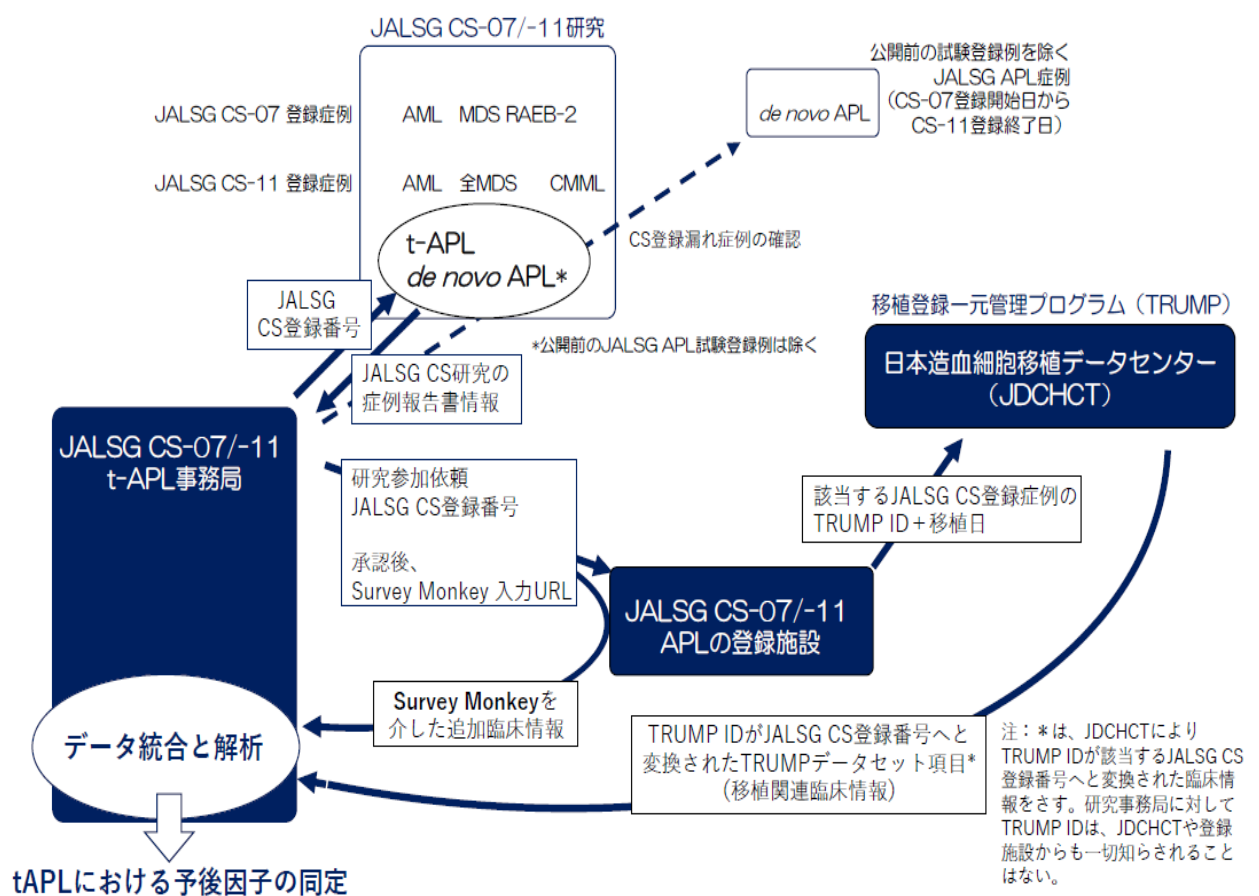 JALSG CS-07/-11研究
JALSG CS-07 登録症例
AML MDS RAEB-2
JALSG CS-11 登録症例
AML 全MDS CMML
t-APL
de novo APL*
公開前の試験登録例を除く
JALSG APL症例
(CS-07登録開始日から
CS-11登録終了日)
de novo APL
CS登録漏れ症例の確認
JALSG
CS登録番号
*公開前のJALSG APL試験登録例は除く
JALSG CS研究の
症例報告書情報
移植登録一元管理プログラム（TRUMP）
日本造血細胞移植データセンター
（JDCHCT）
JALSG CS-07/-11
t-APL事務局
研究参加依頼
JALSG CS登録番号
承認後、
Survey Monkey 入力URL
該当するJALSG CS登録症例の
TRUMP ID＋移植日
JALSG CS-07/-11
APLの登録施設
Survey Monkeyを
介した追加臨床情報
データ統合と解析
TRUMP IDがJALSG CS登録番号へと
変換されたTRUMPデータセット項目*
(移植関連臨床情報)
注：＊は、JDCHCTにより
TRUMP IDが該当するJALSG CS
登録番号へと変換された臨床情
報をさす。研究事務局に対して
TRUMP IDは、JDCHCTや登録
施設からも一切知らされること
はない。
tAPLにおける予後因子の同定